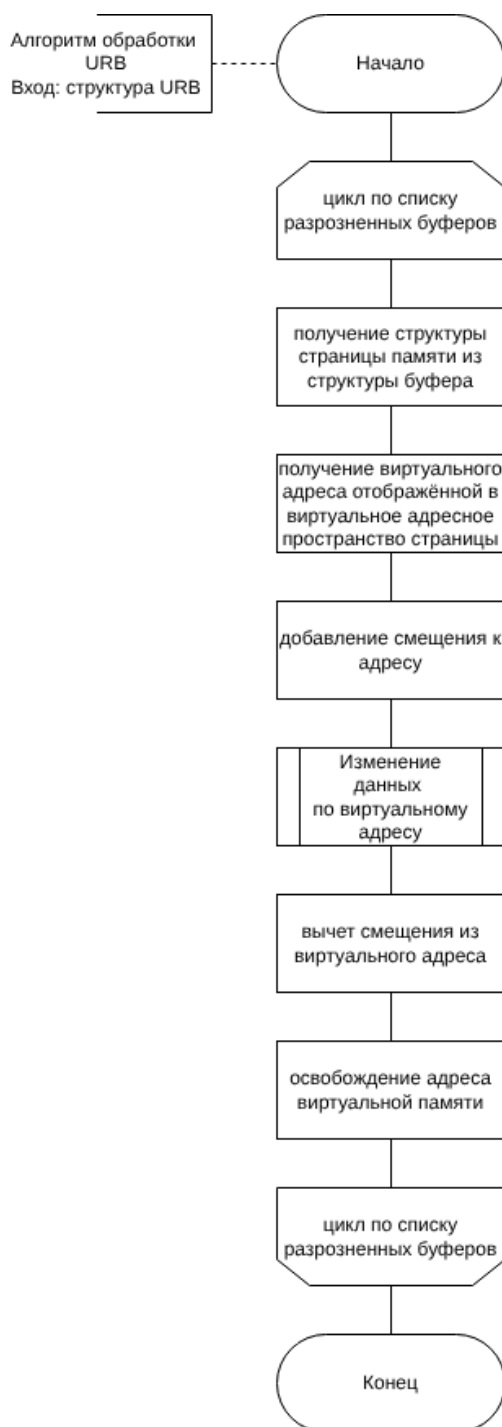 Алгоритм обработки
URB
Вход: структура URB
Начало
цикл по списку
разрозненных буферов
получение структуры
страницы памяти из
структуры буфера
получение виртуального
адреса отображённой в
виртуальное адресное
пространство страницы
добавление смещения к
адресу
Изменение
данных
по виртуальному
адресу
вычет смещения из
виртуального адреса
освобождение адреса
виртуальной памяти
цикл по списку
разрозненных буферов
Конец